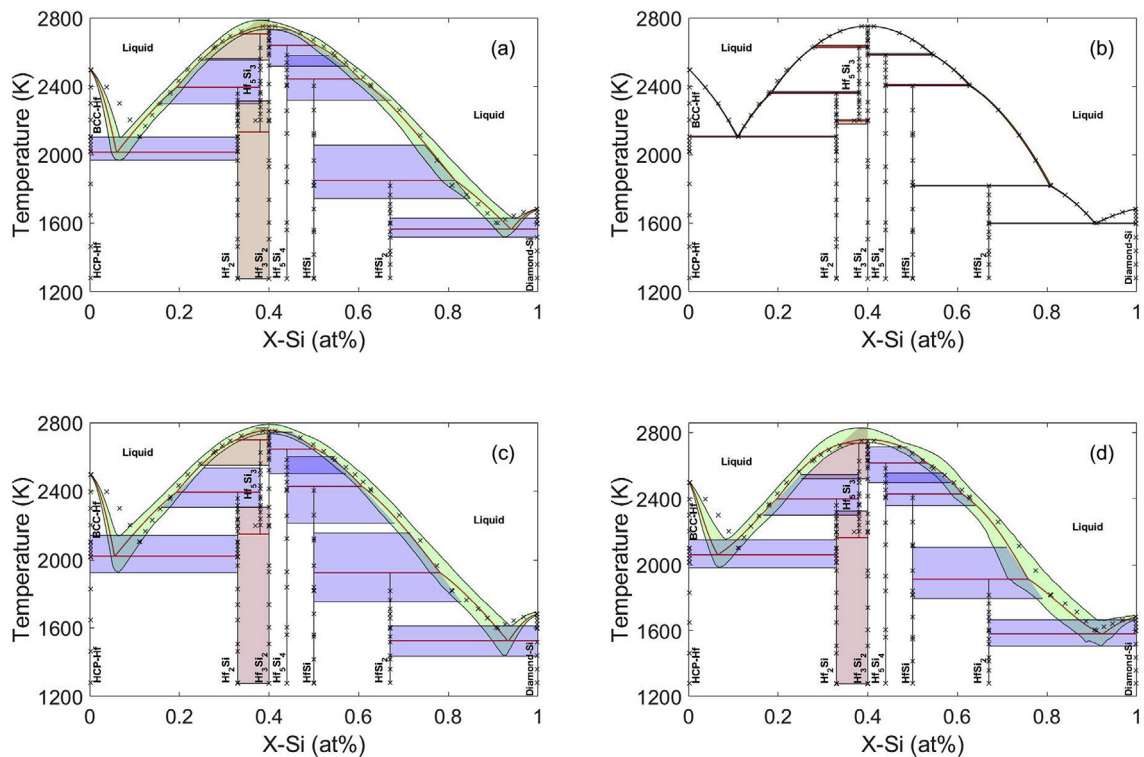 2800
2400
2000
1600
1200
Temperature (K)
0
0.2
0.4
0.6
0.8
1
X-Si (at%)
(a)
Liquid
Liquid
BCC-Hf
HCP-Hf
Hf2Si
Hf5Si3
Hf3Si2
Hf5Si4
HfSi
HfSi2
Diamond-Si
2800
2400
2000
1600
1200
Temperature (K)
0
0.2
0.4
0.6
0.8
1
X-Si (at%)
(b)
Liquid
Liquid
BCC-Hf
HCP-Hf
Hf2Si
Hf5Si3
Hf3Si2
Hf5Si4
HfSi
HfSi2
Diamond-Si
2800
2400
2000
1600
1200
Temperature (K)
0
0.2
0.4
0.6
0.8
1
X-Si (at%)
(c)
Liquid
Liquid
BCC-Hf
HCP-Hf
Hf2Si
Hf5Si3
Hf3Si2
Hf5Si4
HfSi
HfSi2
Diamond-Si
2800
2400
2000
1600
1200
Temperature (K)
0
0.2
0.4
0.6
0.8
1
X-Si (at%)
(d)
Liquid
Liquid
BCC-Hf
HCP-Hf
Hf2Si
Hf5Si3
Hf3Si2
Hf5Si4
HfSi
HfSi2
Diamond-Si